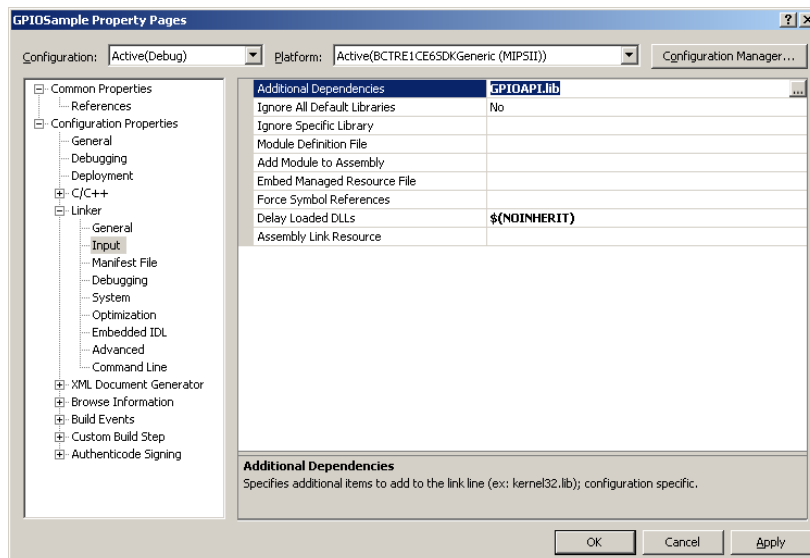 GPIOSample Property Pages
Configuration: Active(Debug) Platform: Active(BCTRE1CE6SDKGeneric (MIPSII)) Configuration Manager...
Common Properties
References
Configuration Properties
General
Debugging
Deployment
C/C++
Linker
General
Input
Manifest File
Debugging
System
Optimization
Embedded IDL
Advanced
Command Line
XML Document Generator
Browse Information
Build Events
Custom Build Step
Authenticode Signing
Additional Dependencies GPIOAPI.lib ...
Ignore All Default Libraries No
Ignore Specific Library
Module Definition File
Add Module to Assembly
Embed Managed Resource File
Force Symbol References
Delay Loaded DLLs $(NOINHERIT)
Assembly Link Resource
Additional Dependencies
Specifies additional items to add to the link line (ex: kernel32.lib); configuration specific.
OK Cancel Apply